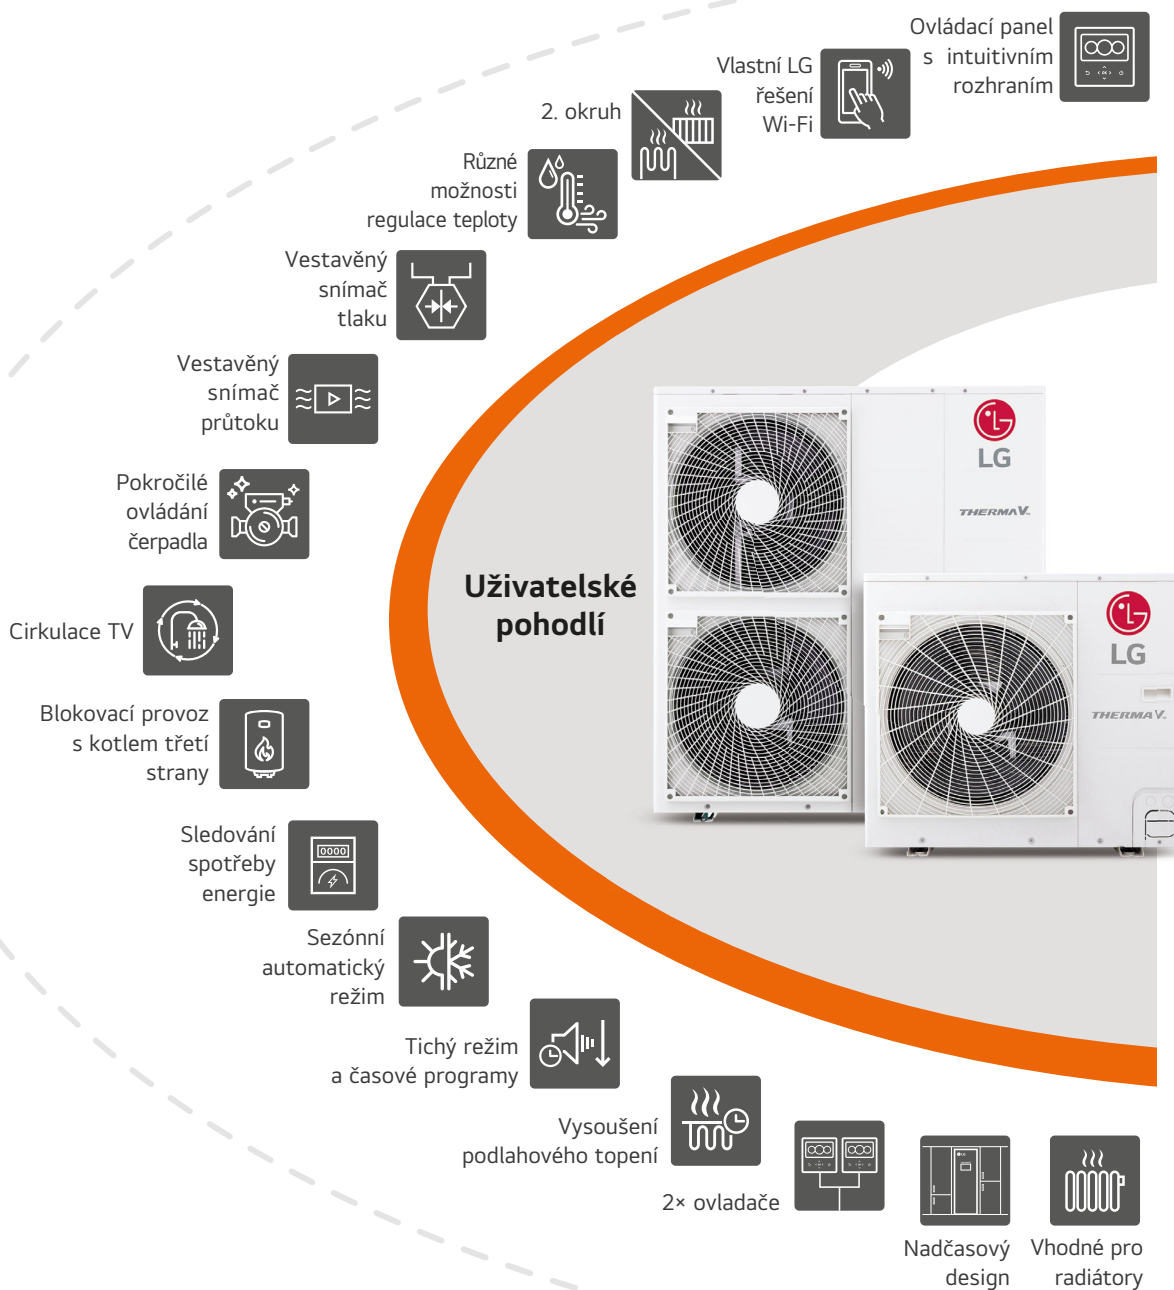 Ovládací panel
s intuitivním
rozhraním
Vlastní LG
řešení
Wi-Fi
2. okruh
Různé
možnosti
regulace teploty
Vestavěný
snímač
tlaku
Vestavěný
snímač
průtoku
Pokročilé
ovládání
čerpadla
Cirkulace TV
Blokovací provoz
s kotlem třetí
strany
Sledování
spotřeby
energie
Sezónní
automatický
režim
Tichý režim
a časové programy
Vysoušení
podlahového topení
2× ovladače
Nadčasový
design
Vhodné pro
radiátory
Uživatelské
pohodlí
LG
THERMA V.
LG
THERMA V.
OK
0000